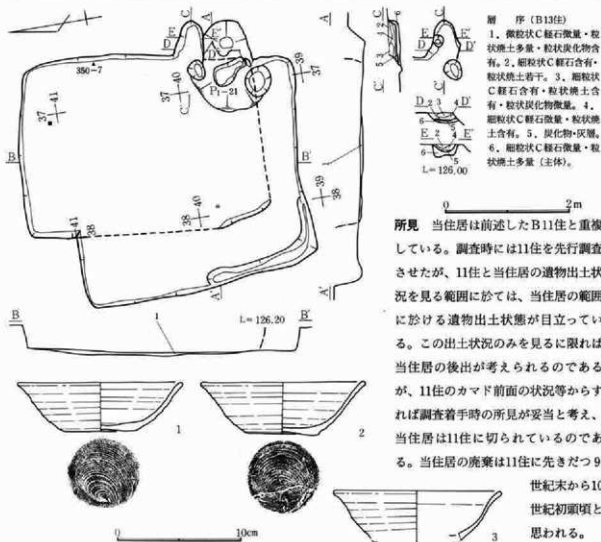 層　序（B13住）
1．微粒状C軽石微量・粒
状焼土多量・粒状炭化物含
有。2．細粒状C軽石含有・
粒状焼土若干。3．細粒状
C軽石含有・粒状焼土含
有・粒状炭化物微量。4．
細粒状C軽石微量・粒状焼
土含有。5．炭化物・灰層。
6．細粒状C軽石微量・粒
状焼土多量（主体）。
L=126.00
0 2m
350-7
P1-21
37 41
37 40
39 37
41 38
38 40
39 38
A
A'
B
B'
C
C'
D
D'
E
E'
L=126.20
所見　当住居は前述したB11住と重複
している。調査時には11住を先行調査
させたが、11住と当住居の遺物出土状
況を見る範囲に於ては、当住居の範囲
に於ける遺物出土状態が目立ってい
る。この出土状況のみを見るに限れば
当住居の後出が考えられるのである
が、11住のカマド前面の状況等からす
れば調査着手時の所見が妥当と考え、
当住居は11住に切られているのであ
る。当住居の廃棄は11住に先きだつ9
世紀末から10
世紀初頭頃と
思われる。
1
2
3
0 10cm